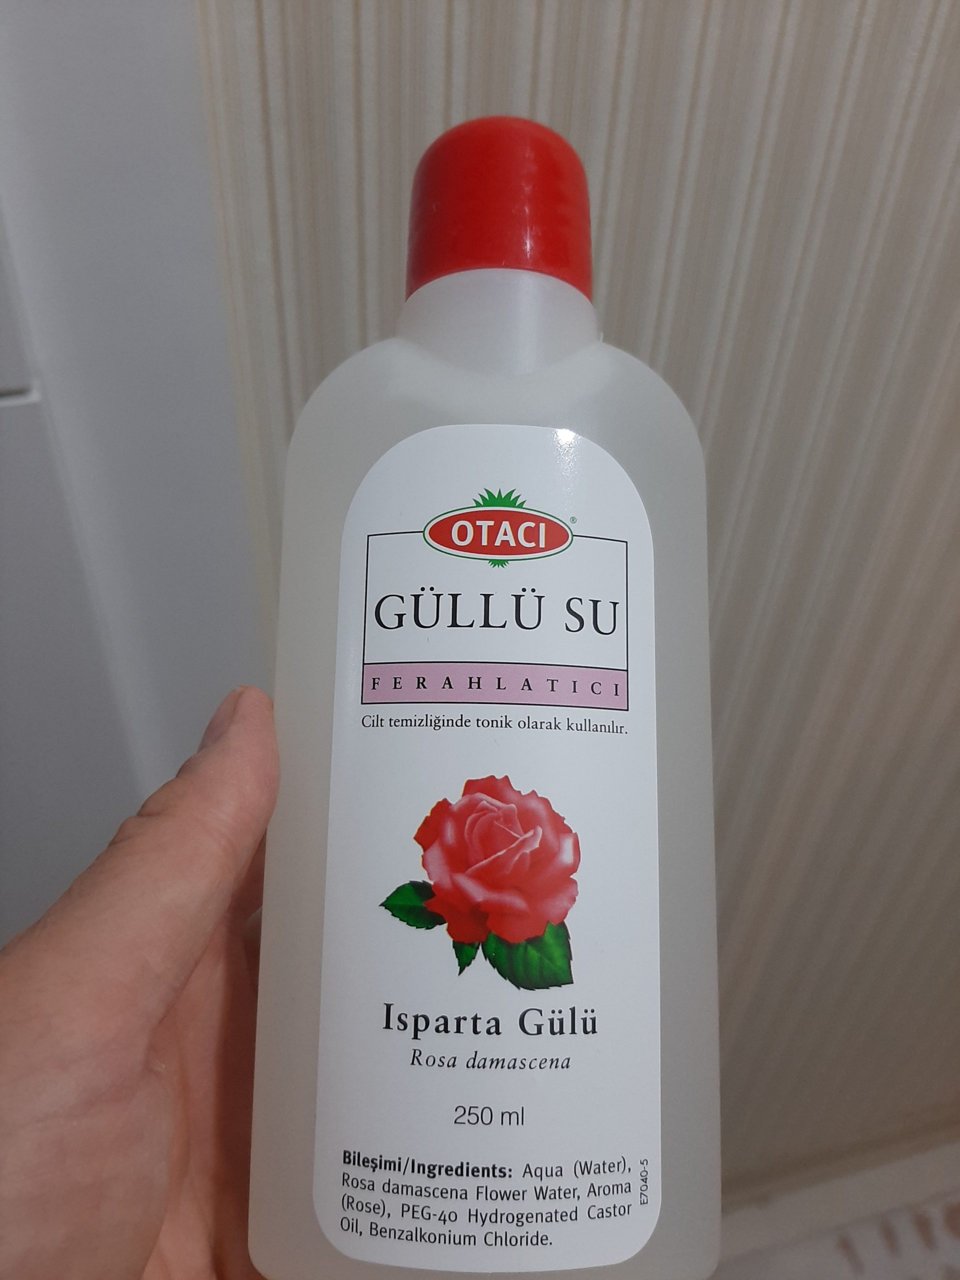 OTACI®
GÜLLÜ SU
FERAHLATICI
Cilt temizliğinde tonik olarak kullanılır.
Isparta Gülü
Rosa damascena
250 ml
Bileşimi/Ingredients: Aqua (Water),
Rosa damascena Flower Water, Aroma
(Rose), PEG-40 Hydrogenated Castor
Oil, Benzalkonium Chloride.
E7040-5